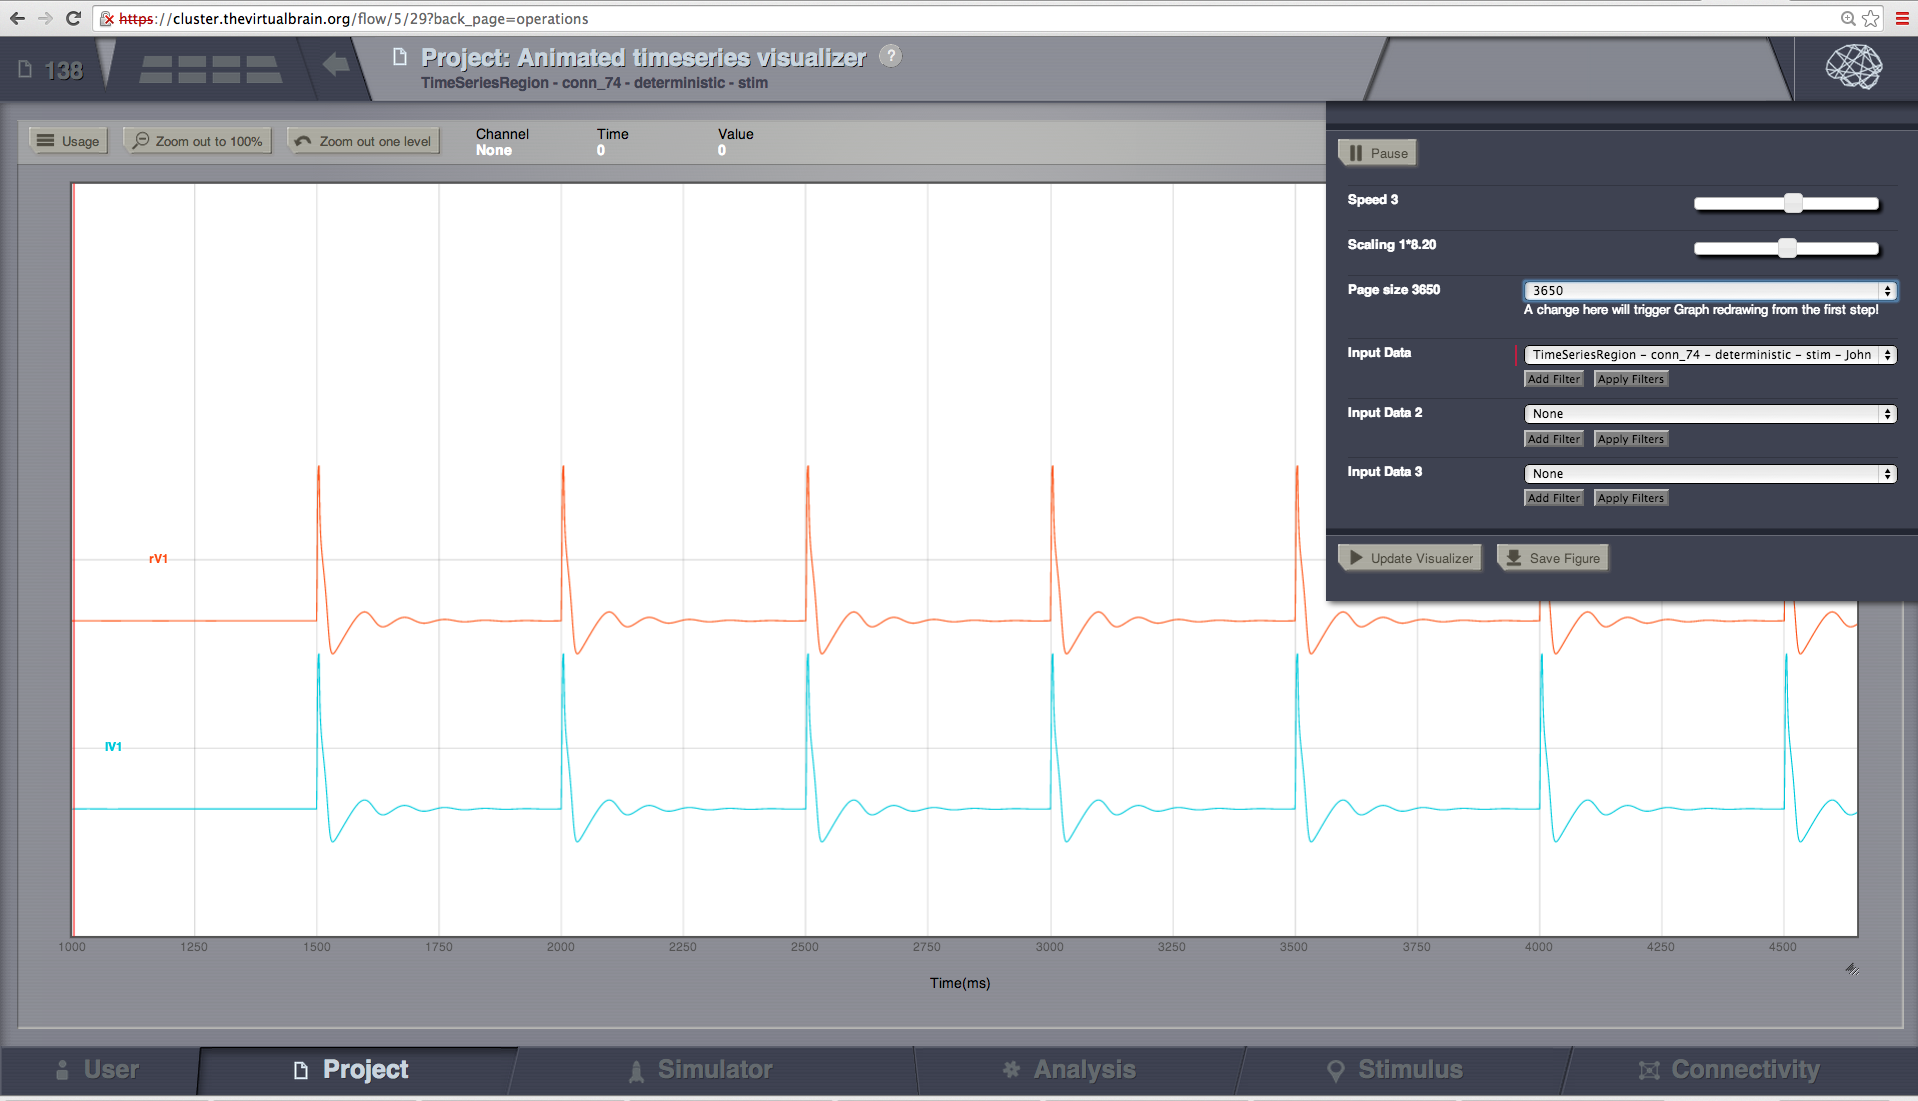 https://cluster.thevirtualbrain.org/flow/5/29?back_page=operations
138
Project: Animated timeseries visualizer ?
TimeSeriesRegion - conn_74 - deterministic - stim
Usage Zoom out to 100% Zoom out one level
Channel Time Value
None 0 0
Pause
Speed 3
Scaling 1*8.20
Page size 3650 3650
A change here will trigger Graph redrawing from the first step!
Input Data TimeSeriesRegion - conn_74 - deterministic - stim - John
Add Filter Apply Filters
Input Data 2 None
Add Filter Apply Filters
Input Data 3 None
Add Filter Apply Filters
Update Visualizer Save Figure
rV1
lV1
1000 1250 1500 1750 2000 2250 2500 2750 3000 3250 3500 3750 4000 4250 4500
Time(ms)
User Project Simulator Analysis Stimulus Connectivity